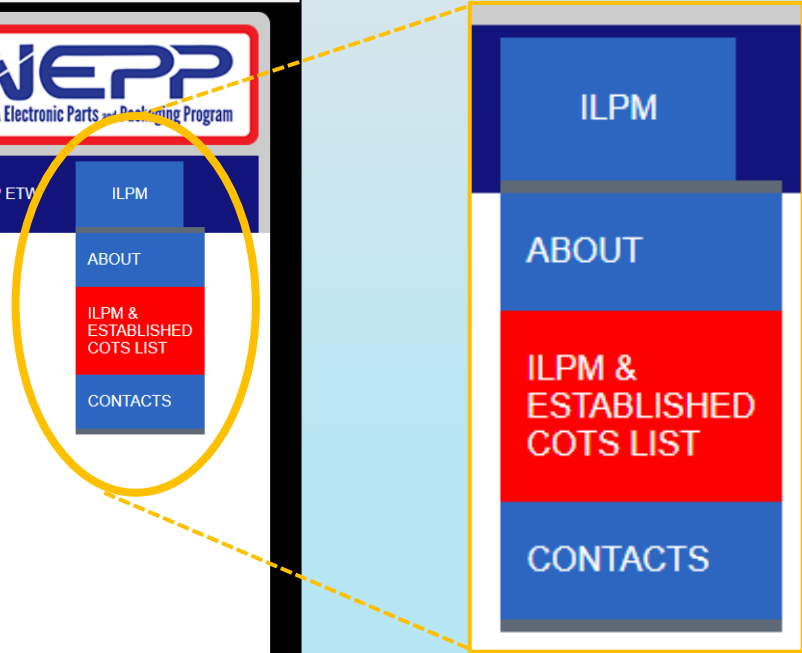 NEPP
Electronic Parts and Packaging Program
ETW
ILPM
ABOUT
ILPM &
ESTABLISHED
COTS LIST
CONTACTS
ILPM
ABOUT
ILPM &
ESTABLISHED
COTS LIST
CONTACTS